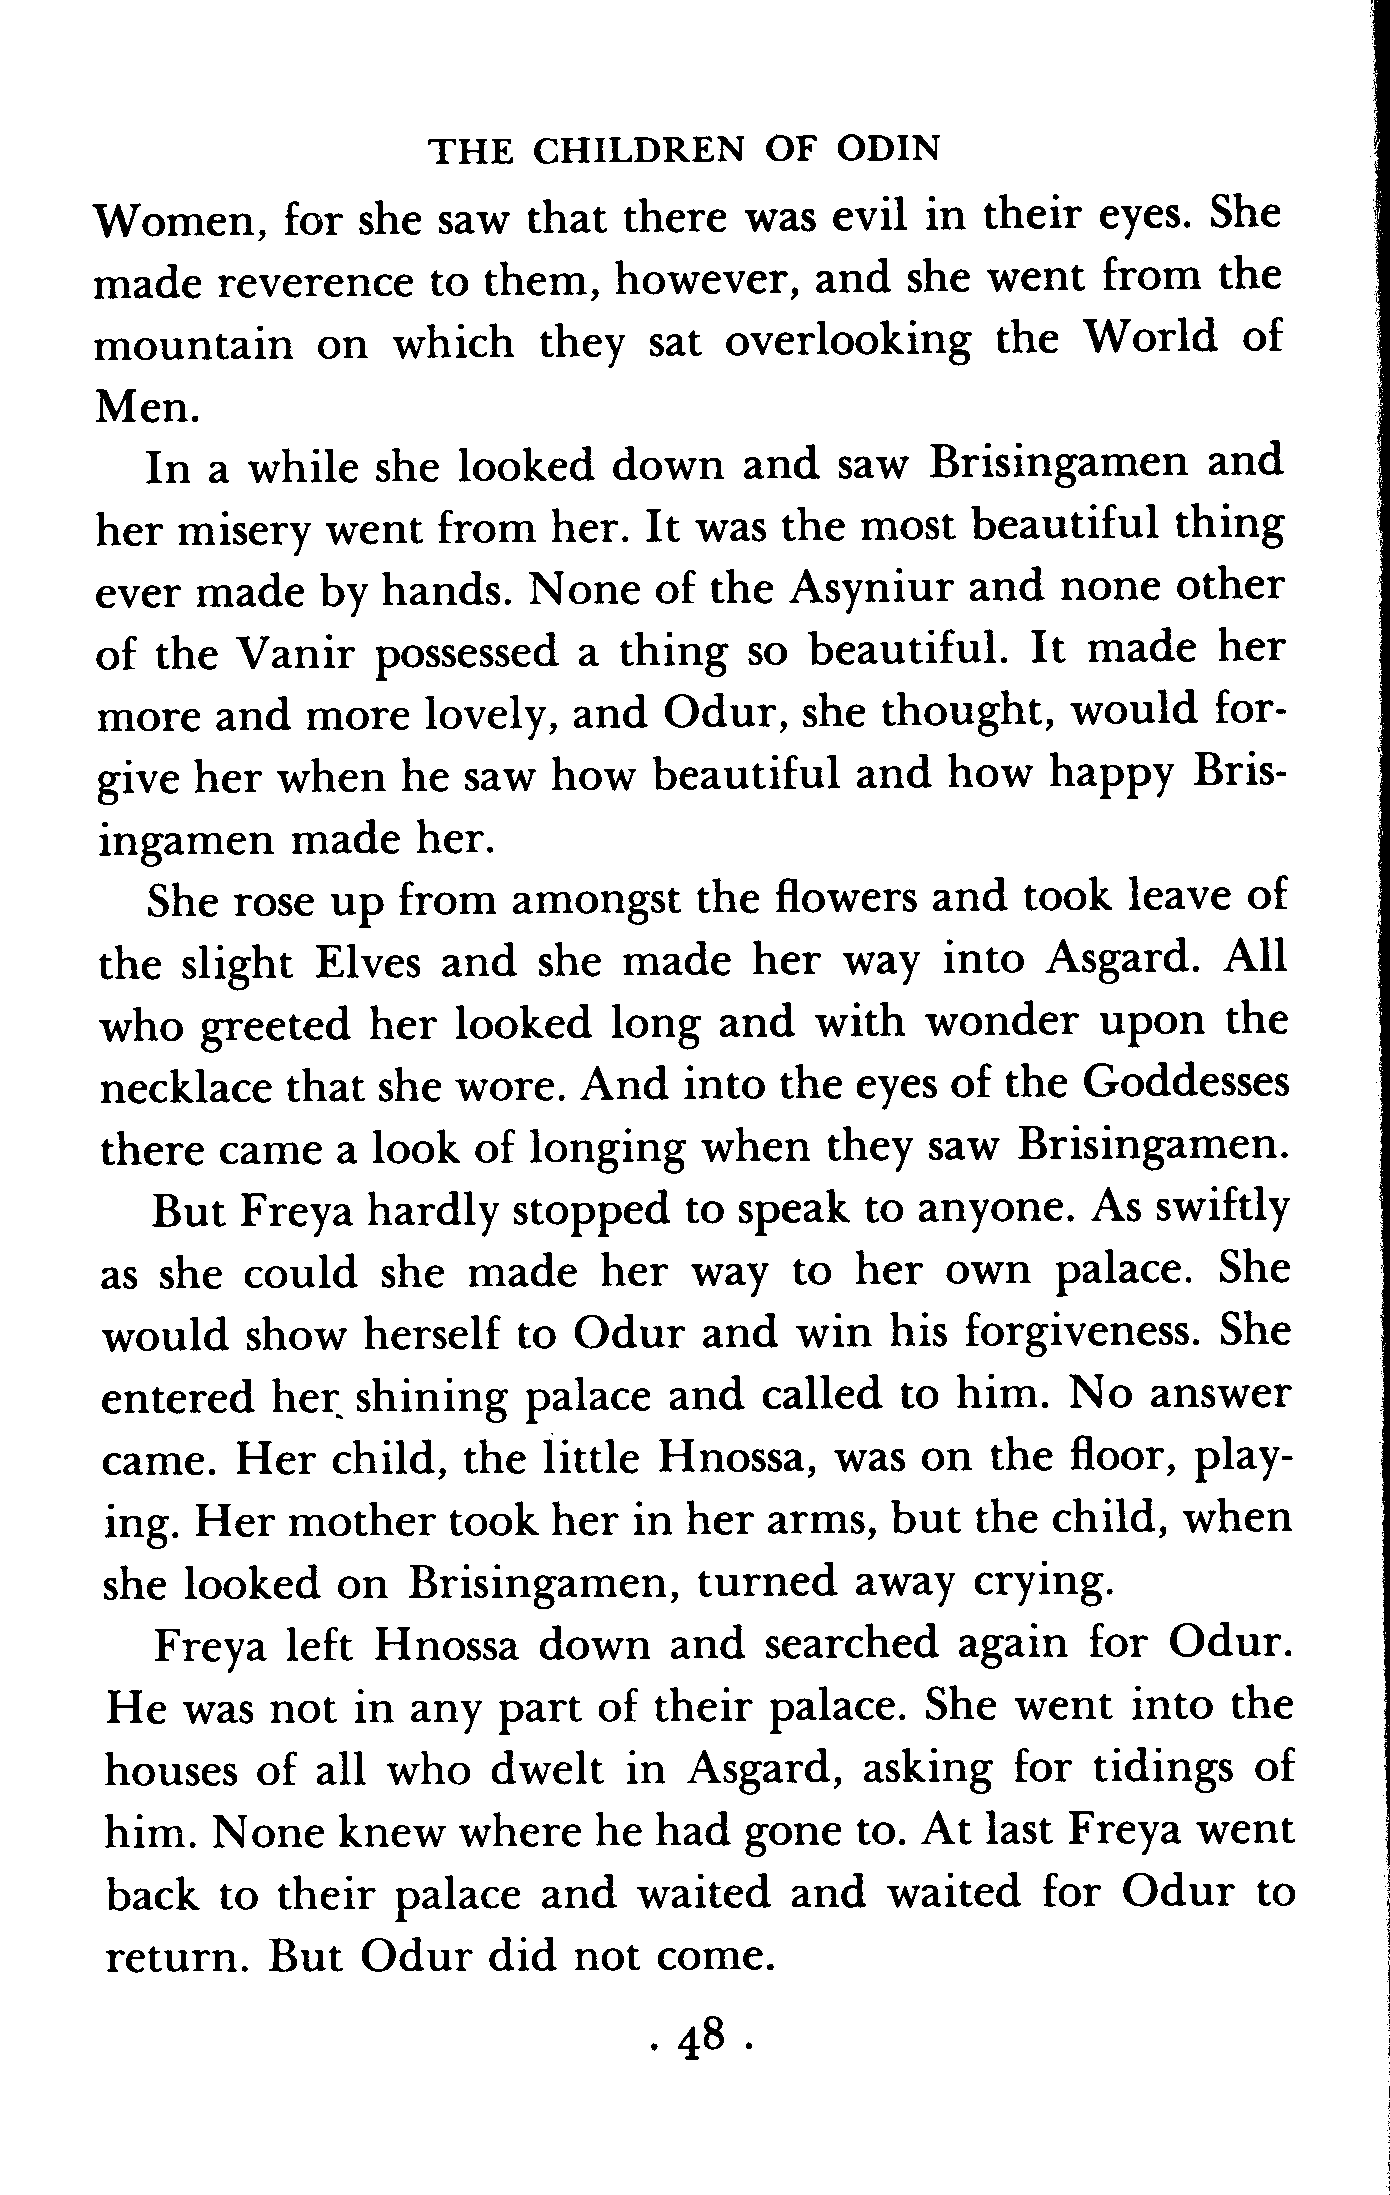 THE CHILDREN OF ODIN
Women, for she saw that there was evil in their eyes. She
made reverence to them, however, and she went from the
mountain on which they sat overlooking the World of
Men.
In a while she looked down and saw Brisingamen and
her misery went from her. It was the most beautiful thing
ever made by hands. None of the Asyniur and none other
of the Vanir possessed a thing so beautiful. It made her
more and more lovely, and Odur, she thought, would for-
give her when he saw how beautiful and how happy Bris-
ingamen made her.
She rose up from amongst the flowers and took leave of
the slight Elves and she made her way into Asgard. All
who greeted her looked long and with wonder upon the
necklace that she wore. And into the eyes of the Goddesses
there came a look of longing when they saw Brisingamen.
But Freya hardly stopped to speak to anyone. As swiftly
as she could she made her way to her own palace. She
would show herself to Odur and win his forgiveness. She
entered her shining palace and called to him. No answer
came. Her child, the little Hnossa, was on the floor, play-
ing. Her mother took her in her arms, but the child, when
she looked on Brisingamen, turned away crying.
Freya left Hnossa down and searched again for Odur.
He was not in any part of their palace. She went into the
houses of all who dwelt in Asgard, asking for tidings of
him. None knew where he had gone to. At last Freya went
back to their palace and waited and waited for Odur to
return. But Odur did not come.
. 48 .